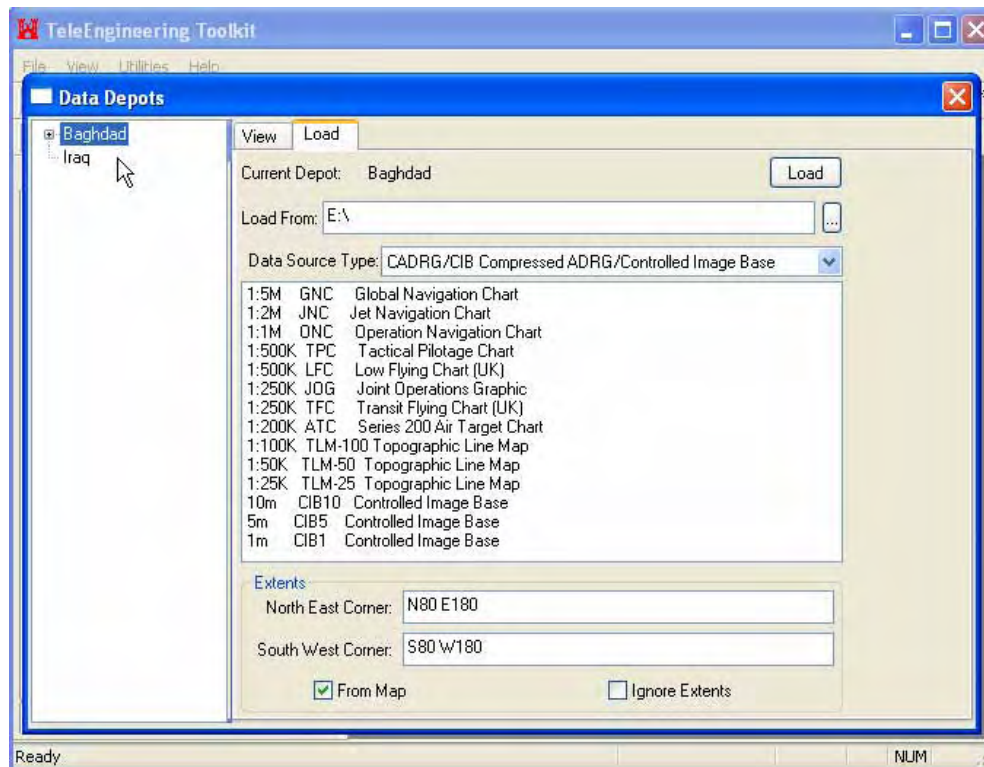 TeleEngineering Toolkit
File View Utilities Help
Data Depots
Baghdad
Iraq
View Load
Current Depot: Baghdad Load
Load From: E:\ ...
Data Source Type: CADRG/CIB Compressed ADRG/Controlled Image Base
1:5M GNC Global Navigation Chart
1:2M JNC Jet Navigation Chart
1:1M ONC Operation Navigation Chart
1:500K TPC Tactical Pilotage Chart
1:500K LFC Low Flying Chart (UK)
1:250K JOG Joint Operations Graphic
1:250K TFC Transit Flying Chart (UK)
1:200K ATC Series 200 Air Target Chart
1:100K TLM-100 Topographic Line Map
1:50K TLM-50 Topographic Line Map
1:25K TLM-25 Topographic Line Map
10m CIB10 Controlled Image Base
5m CIB5 Controlled Image Base
1m CIB1 Controlled Image Base
Extents
North East Corner: N80 E180
South West Corner: S80 W180
From Map Ignore Extents
Ready NUM